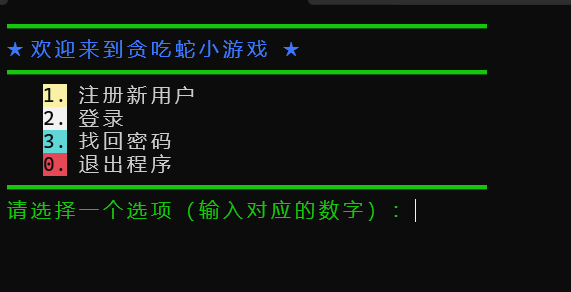 ★ 欢迎来到贪吃蛇小游戏 ★
1. 注册新用户
2. 登录
3. 找回密码
0. 退出程序
请选择一个选项（输入对应的数字）：